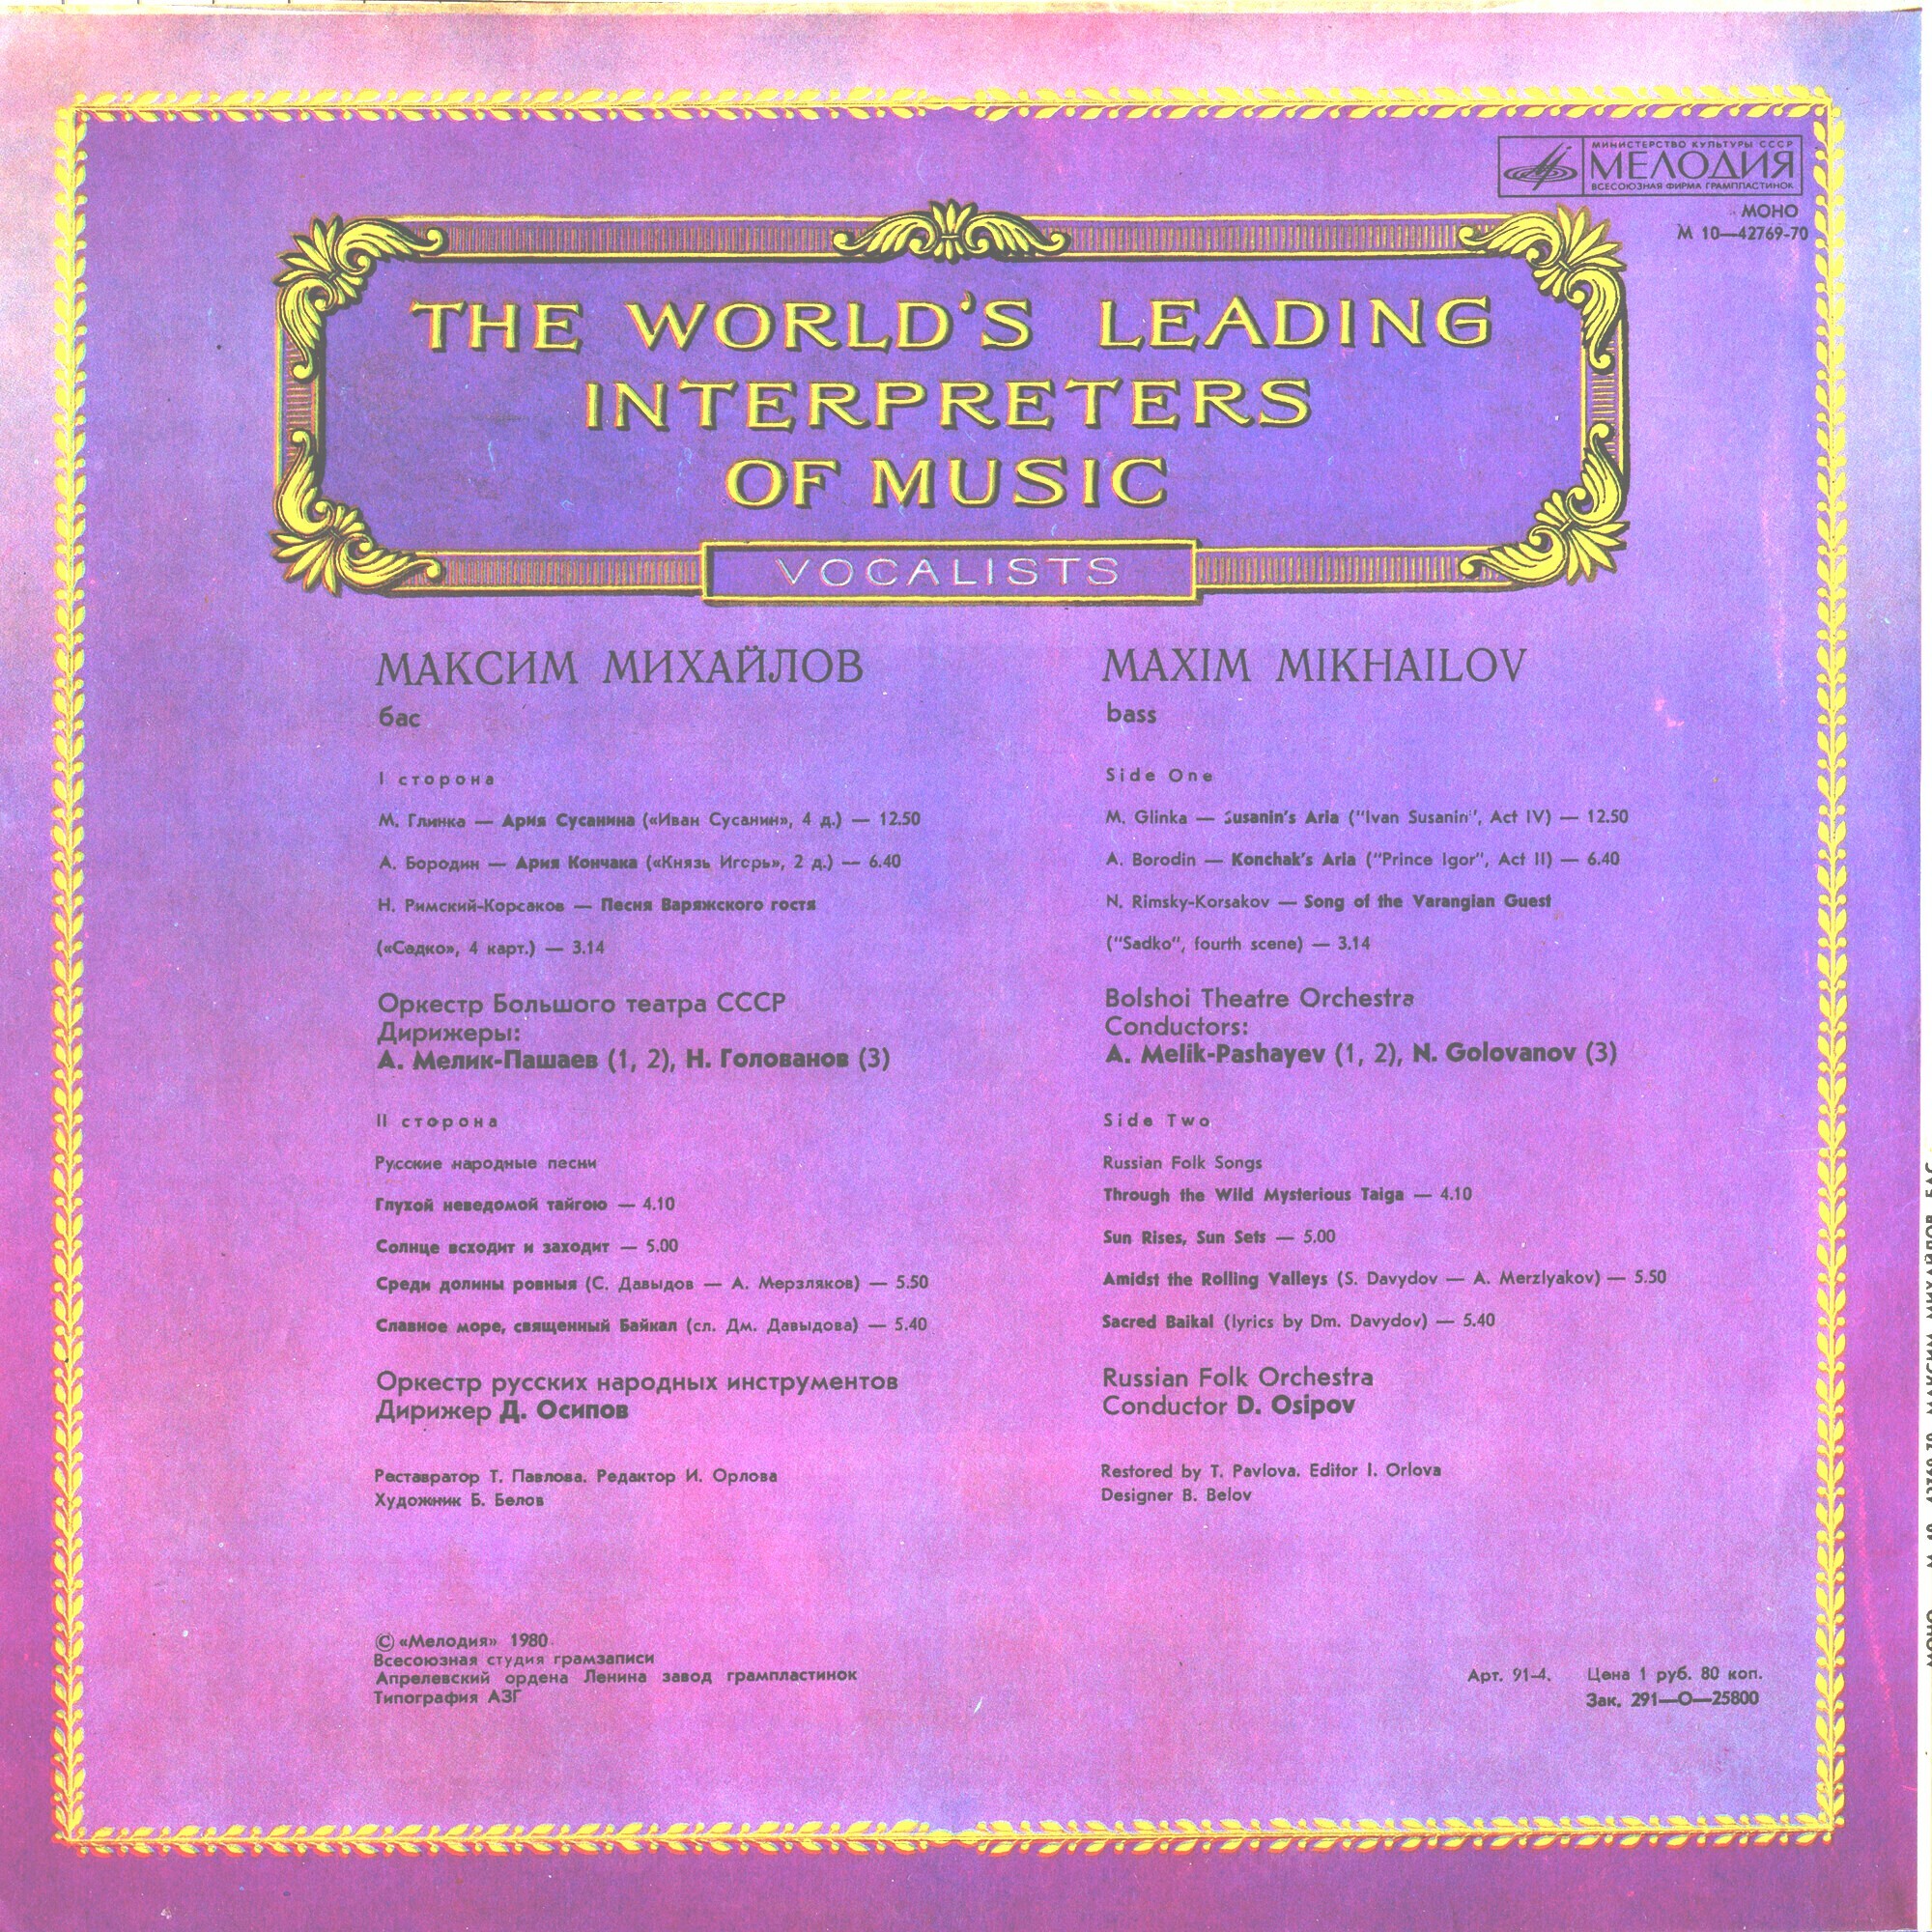 МИНИСТЕРСТВО КУЛЬТУРЫ СССР
МЕЛОДИЯ
ВСЕСОЮЗНАЯ ФИРМА ГРАМПЛАСТИНОК
МОНО
М 10—42769-70
THE WORLD'S LEADING
INTERPRETERS
OF MUSIC
VOCALISTS
МАКСИМ МИХАЙЛОВ
бас
I сторона
М. Глинка — Ария Сусанина («Иван Сусанин», 4 д.) — 12.50
А. Бородин — Ария Кончака («Князь Игорь», 2 д.) — 6.40
Н. Римский-Корсаков — Песня Варяжского гостя
(«Садко», 4 карт.) — 3.14
Оркестр Большого театра СССР
Дирижеры:
А. Мелик-Пашаев (1, 2), Н. Голованов (3)
II сторона
Русские народные песни
Глухой неведомой тайгою — 4.10
Солнце всходит и заходит — 5.00
Среди долины ровныя (С. Давыдов — А. Мерзляков) — 5.50
Славное море, священный Байкал (сл. Дм. Давыдова) — 5.40
Оркестр русских народных инструментов
Дирижер Д. Осипов
Реставратор Т. Павлова. Редактор И. Орлова
Художник Б. Белов
MAXIM MIKHAILOV
bass
Side One
M. Glinka — Susanin's Aria ("Ivan Susanin", Act IV) — 12.50
A. Borodin — Konchak's Aria ("Prince Igor", Act II) — 6.40
N. Rimsky-Korsakov — Song of the Varangian Guest
("Sadko", fourth scene) — 3.14
Bolshoi Theatre Orchestra
Conductors:
A. Melik-Pashayev (1, 2), N. Golovanov (3)
Side Two
Russian Folk Songs
Through the Wild Mysterious Taiga — 4.10
Sun Rises, Sun Sets — 5.00
Amidst the Rolling Valleys (S. Davydov — A. Merzlyakov) — 5.50
Sacred Baikal (lyrics by Dm. Davydov) — 5.40
Russian Folk Orchestra
Conductor D. Osipov
Restored by T. Pavlova. Editor I. Orlova
Designer B. Belov
© «Мелодия» 1980
Всесоюзная студия грамзаписи
Апрелевский ордена Ленина завод грампластинок
Типография АЗГ
Арт. 91-4. Цена 1 руб. 80 коп.
Зак. 291—О—25800